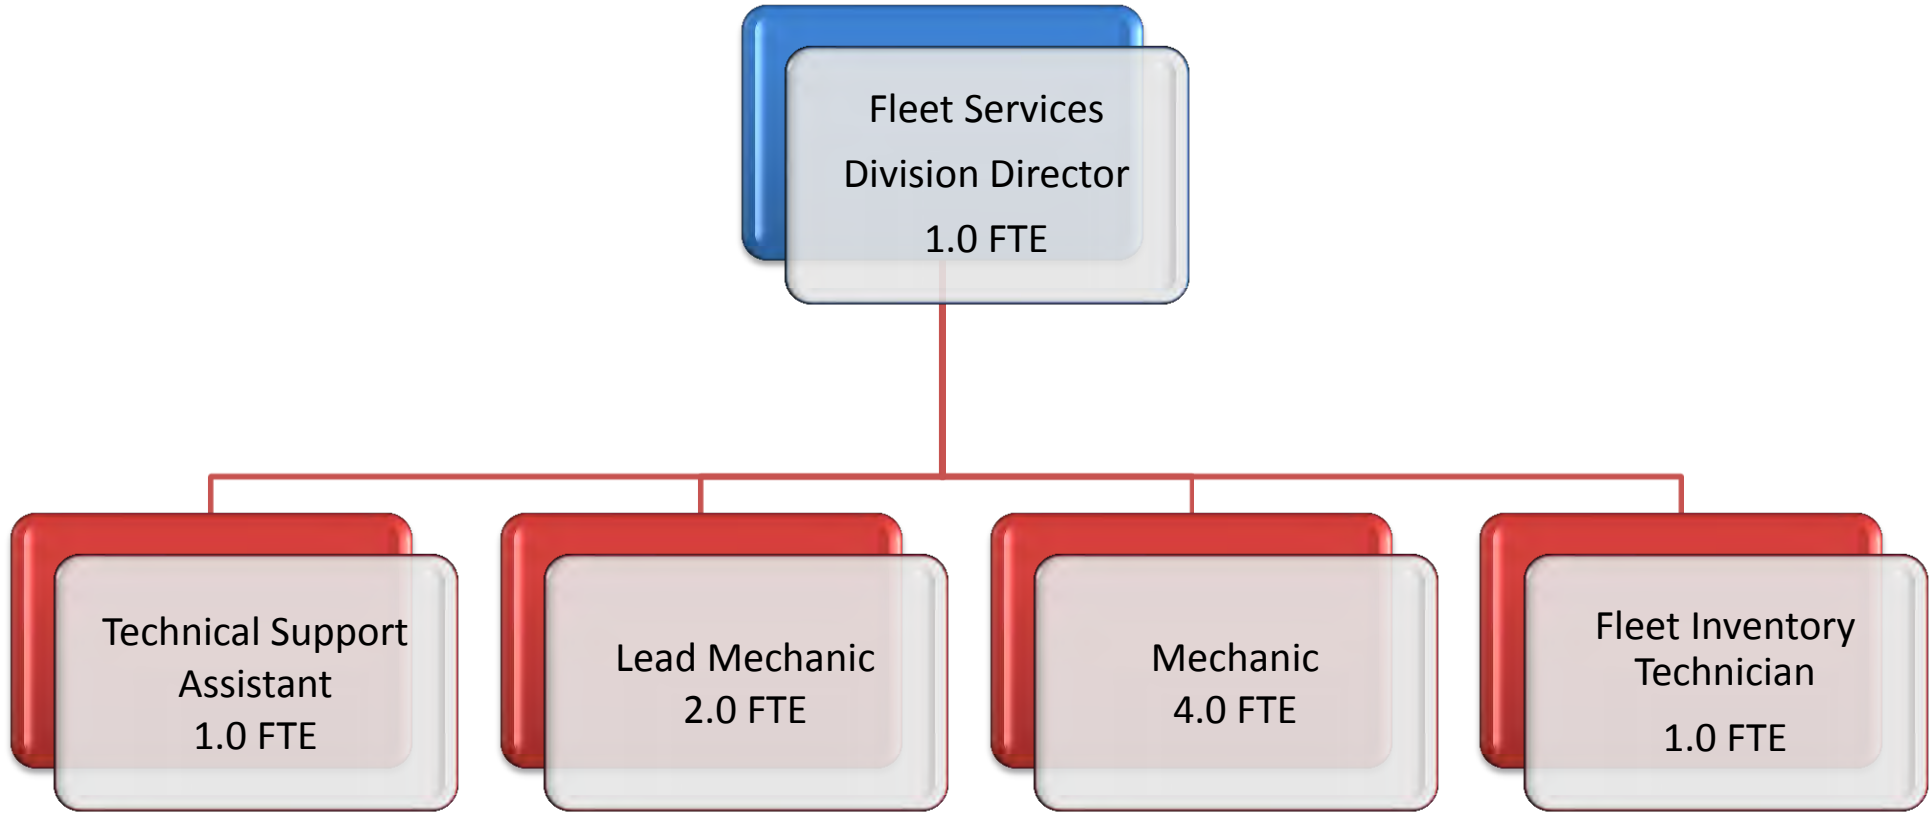 Fleet Services
Division Director
1.0 FTE
Technical Support
Assistant
1.0 FTE
Lead Mechanic
2.0 FTE
Mechanic
4.0 FTE
Fleet Inventory
Technician
1.0 FTE